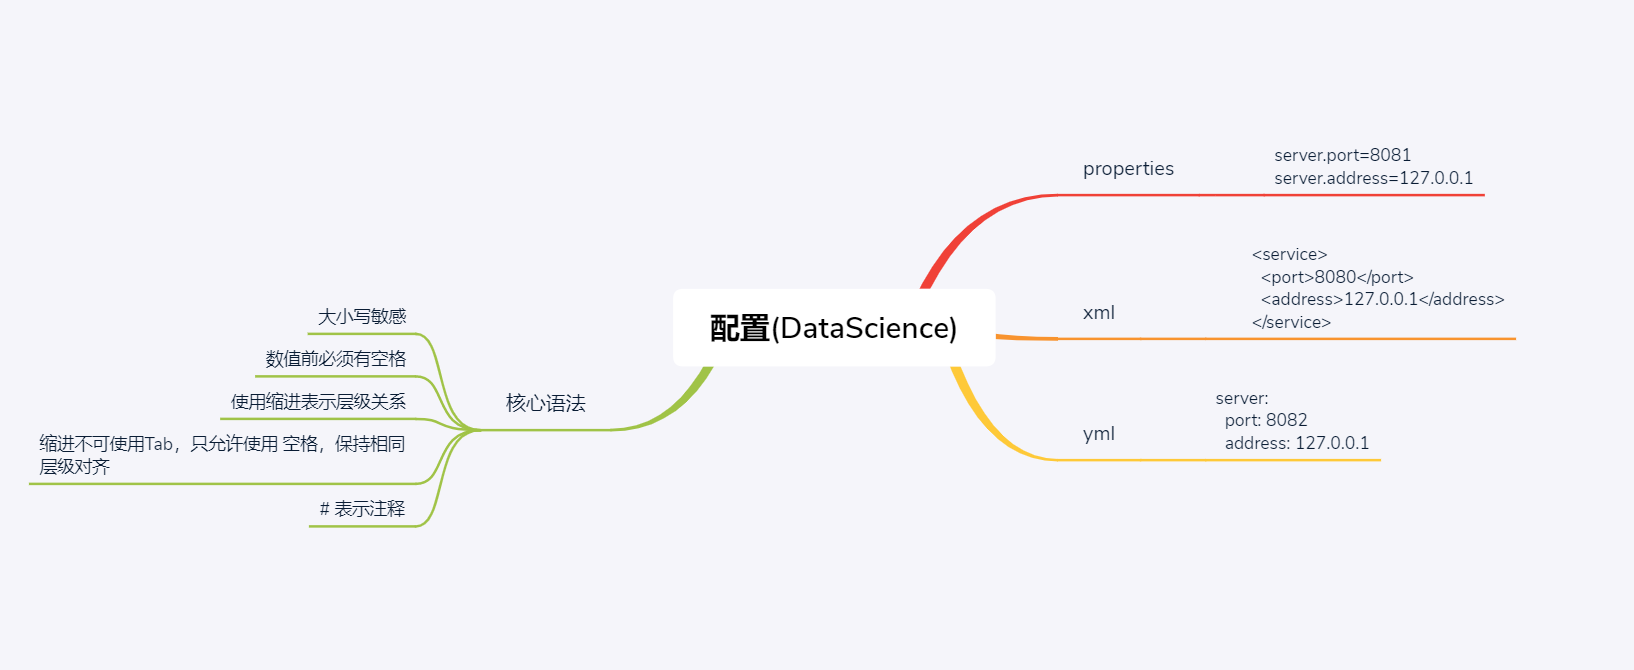 配置(DataScience)
properties
server.port=8081
server.address=127.0.0.1
xml
<service>
  <port>8080</port>
  <address>127.0.0.1</address>
</service>
yml
server:
  port: 8082
  address: 127.0.0.1
核心语法
大小写敏感
数值前必须有空格
使用缩进表示层级关系
缩进不可使用Tab，只允许使用 空格，保持相同
层级对齐
# 表示注释